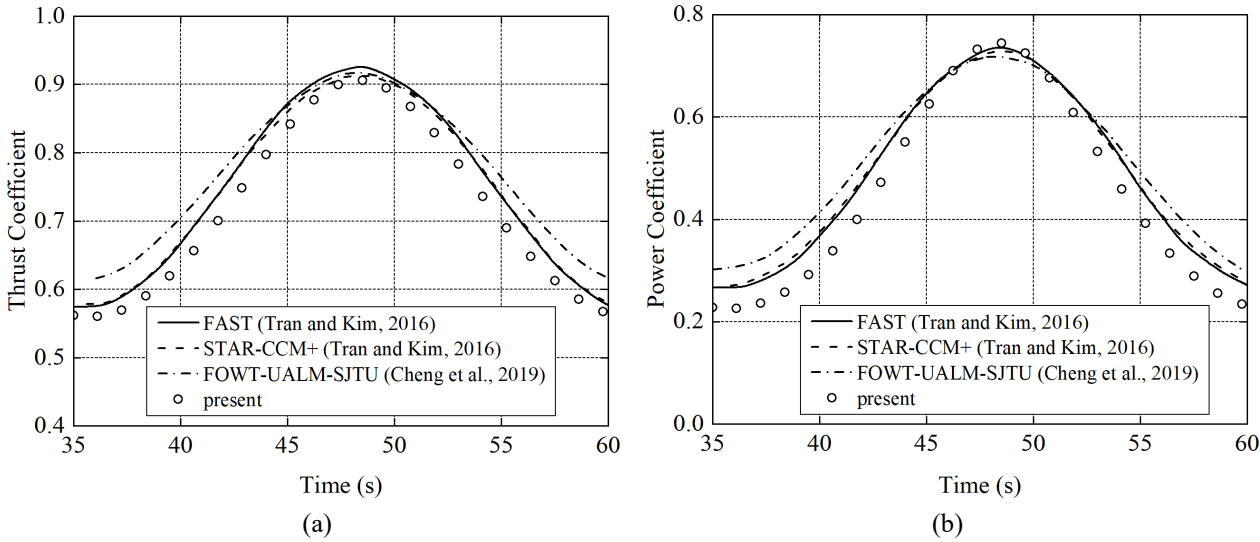 (a)
Thrust Coefficient
1.0
0.9
0.8
0.7
0.6
0.5
0.4
FAST (Tran and Kim, 2016)
STAR-CCM+ (Tran and Kim, 2016)
FOWT-UALM-SJTU (Cheng et al., 2019)
present
35 40 45 50 55 60
Time (s)
(a)
Power Coefficient
0.8
0.6
0.4
0.2
0.0
FAST (Tran and Kim, 2016)
STAR-CCM+ (Tran and Kim, 2016)
FOWT-UALM-SJTU (Cheng et al., 2019)
present
35 40 45 50 55 60
Time (s)
(b)